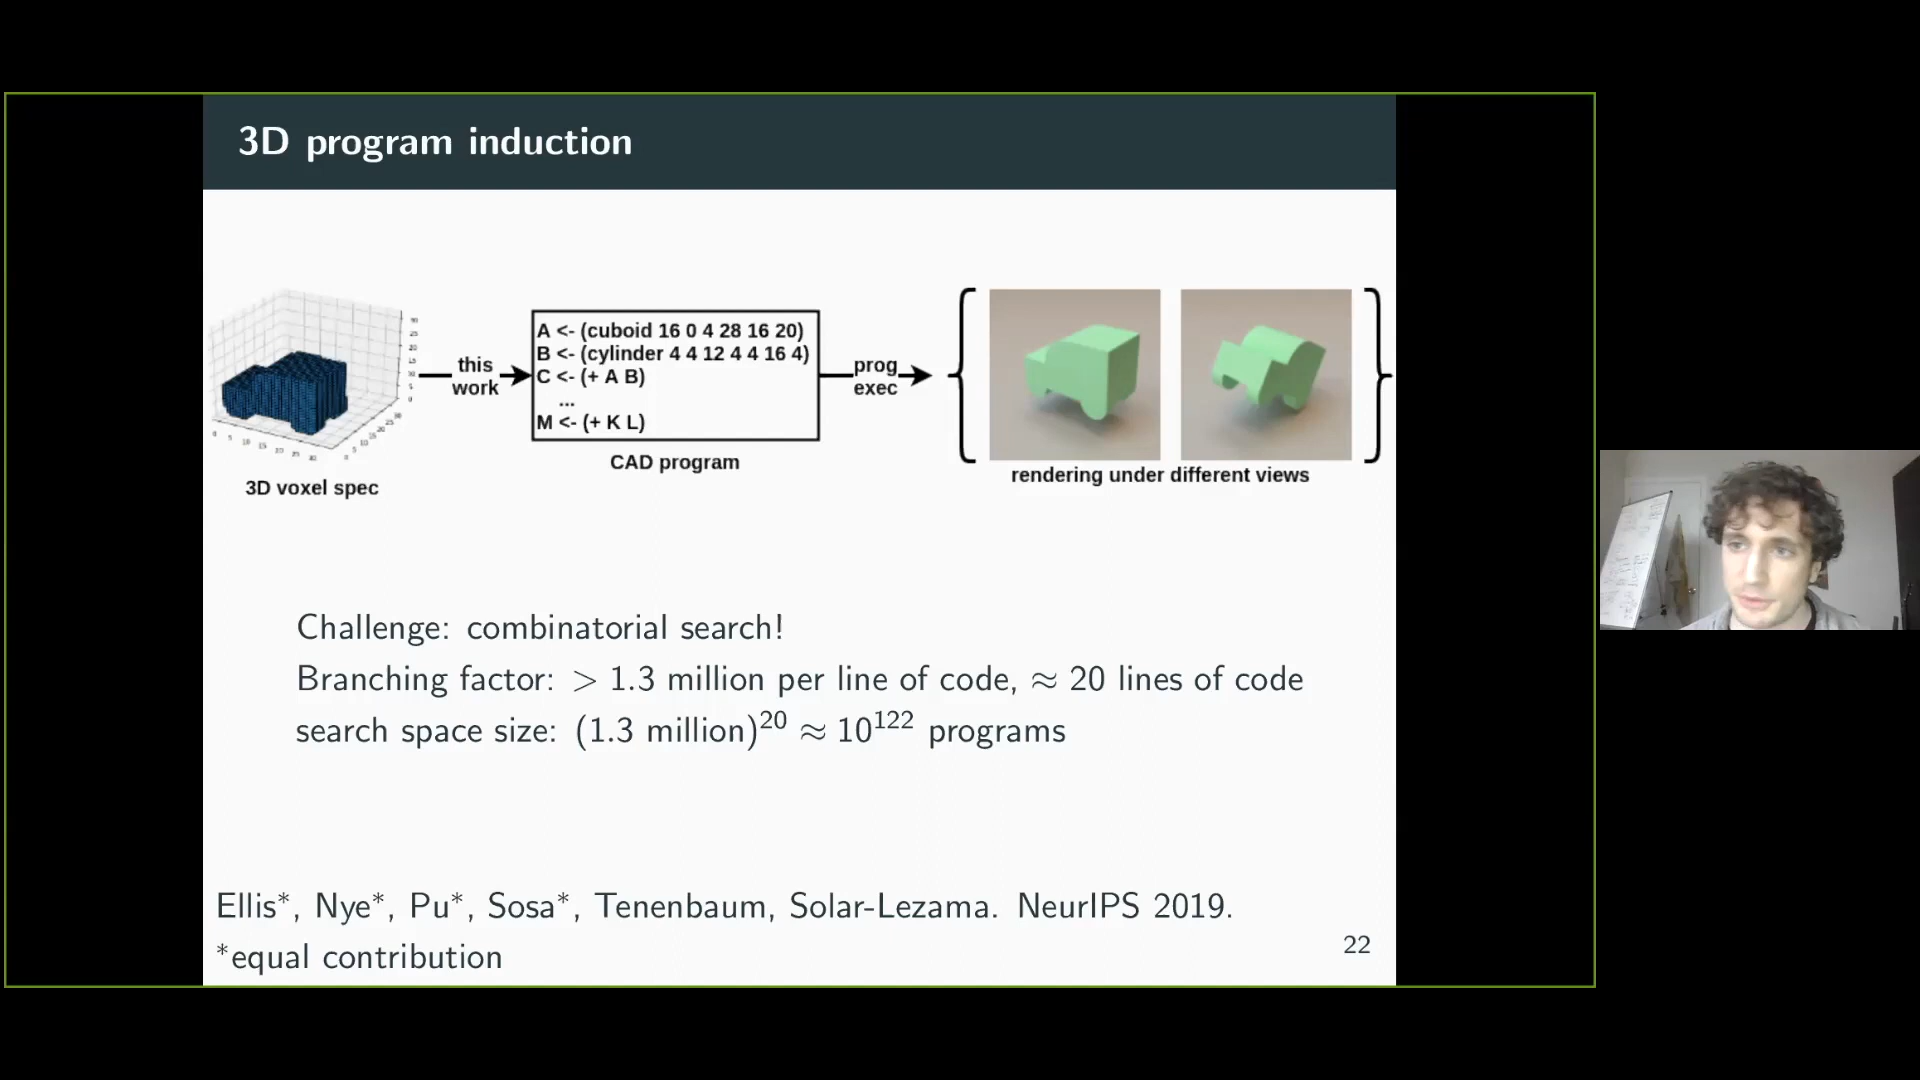 3D program induction
this
work
A <- (cuboid 16 0 4 28 16 20)
B <- (cylinder 4 4 12 4 4 16 4)
C <- (+ A B)
...
M <- (+ K L)
prog
exec
CAD program
3D voxel spec
rendering under different views
Challenge: combinatorial search!
Branching factor: > 1.3 million per line of code, ≈ 20 lines of code
search space size: (1.3 million)^20 ≈ 10^122 programs
Ellis*, Nye*, Pu*, Sosa*, Tenenbaum, Solar-Lezama. NeurIPS 2019.
*equal contribution
22